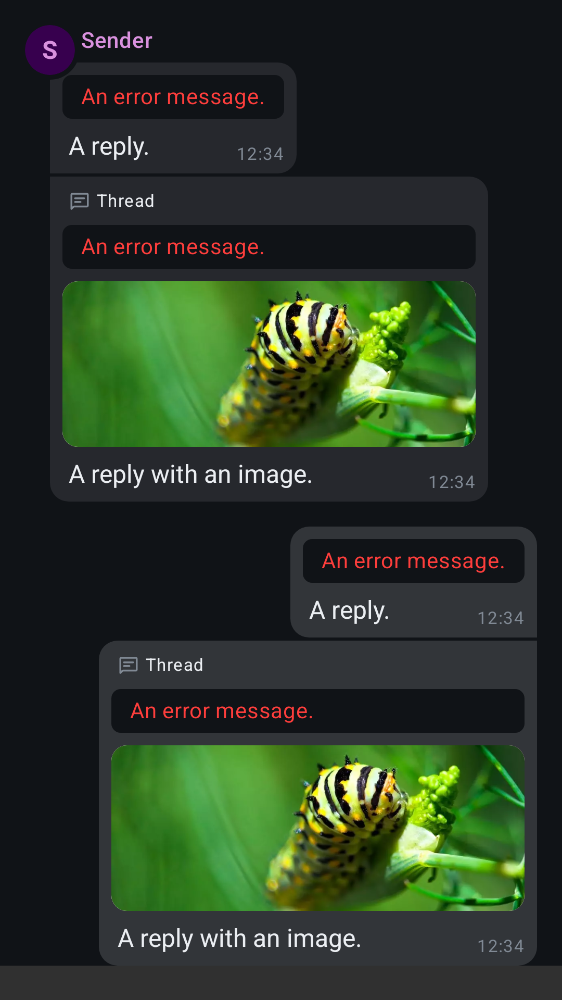 S
Sender
An error message.
A reply.
12:34
Thread
An error message.
A reply with an image.
12:34
An error message.
A reply.
12:34
Thread
An error message.
A reply with an image.
12:34